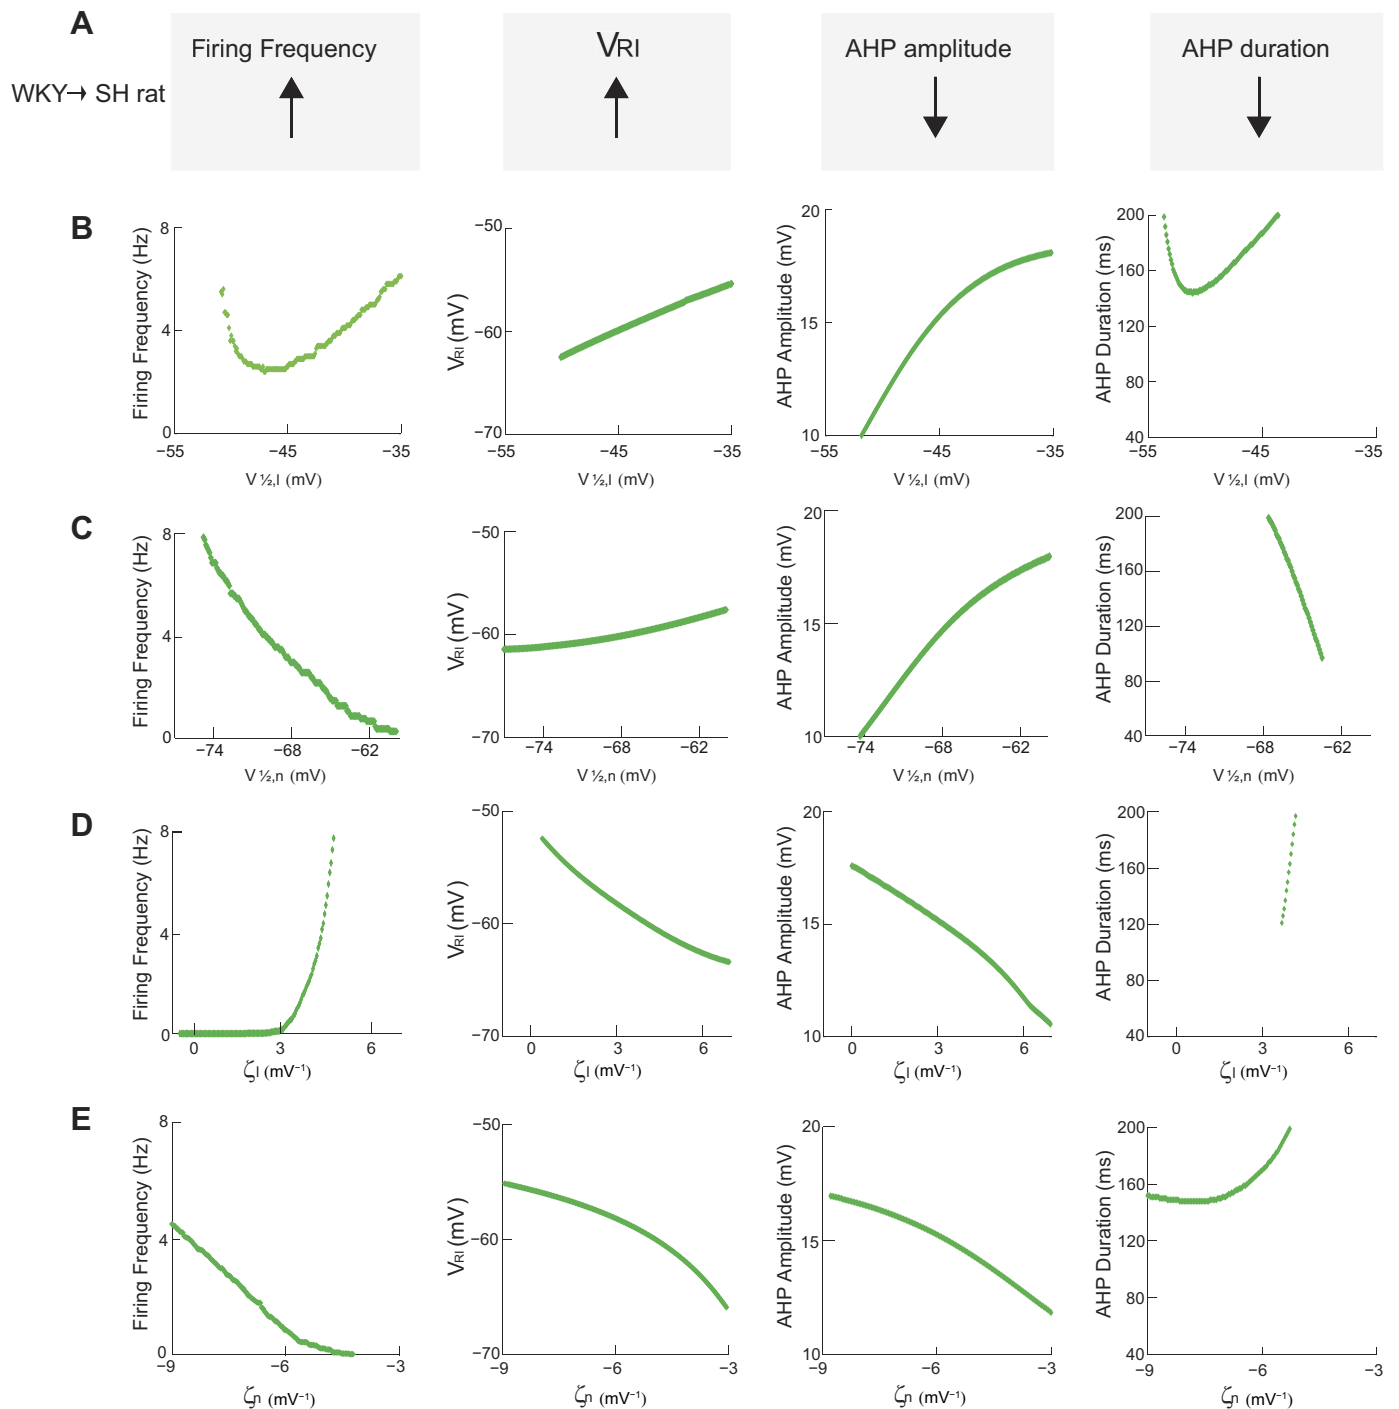 A
Firing Frequency
VRI
AHP amplitude
AHP duration
WKY→ SH rat
B
Firing Frequency (Hz)
8
4
0
−55
−45
−35
V ½,l (mV)
VRI (mV)
−50
−60
−70
−55
−45
−35
V ½,l (mV)
AHP Amplitude (mV)
20
15
10
−55
−45
−35
V ½,l (mV)
AHP Duration (ms)
200
160
120
80
40
−55
−45
−35
V ½,l (mV)
C
Firing Frequency (Hz)
8
4
0
−74
−68
−62
V ½,n (mV)
VRI (mV)
−50
−60
−70
−74
−68
−62
V ½,n (mV)
AHP Amplitude (mV)
20
15
10
−74
−68
−62
V ½,n (mV)
AHP Duration (ms)
200
160
120
80
40
−74
−68
−62
V ½,n (mV)
D
Firing Frequency (Hz)
8
4
0
0
3
6
ζl (mV⁻¹)
VRI (mV)
−50
−60
−70
0
3
6
ζl (mV⁻¹)
AHP Amplitude (mV)
20
15
10
0
3
6
ζl (mV⁻¹)
AHP Duration (ms)
200
160
120
80
40
0
3
6
ζl (mV⁻¹)
E
Firing Frequency (Hz)
8
4
0
−9
−6
−3
ζn (mV⁻¹)
VRI (mV)
−50
−60
−70
−9
−6
−3
ζn (mV⁻¹)
AHP Amplitude (mV)
20
15
10
−9
−6
−3
ζn (mV⁻¹)
AHP Duration (ms)
200
160
120
80
40
−9
−6
−3
ζn (mV⁻¹)